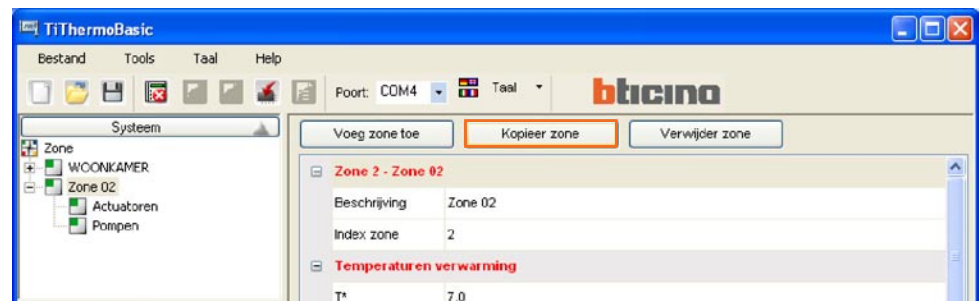 TiThermoBasic
Bestand Tools Taal Help
Poort: COM4 Taal bticino
Systeem
Zone
WOONKAMER
Zone 02
Actuatoren
Pompen
Voeg zone toe Kopieer zone Verwijder zone
Zone 2 - Zone 02
Beschrijving Zone 02
Index zone 2
Temperaturen verwarming
T* 7.0